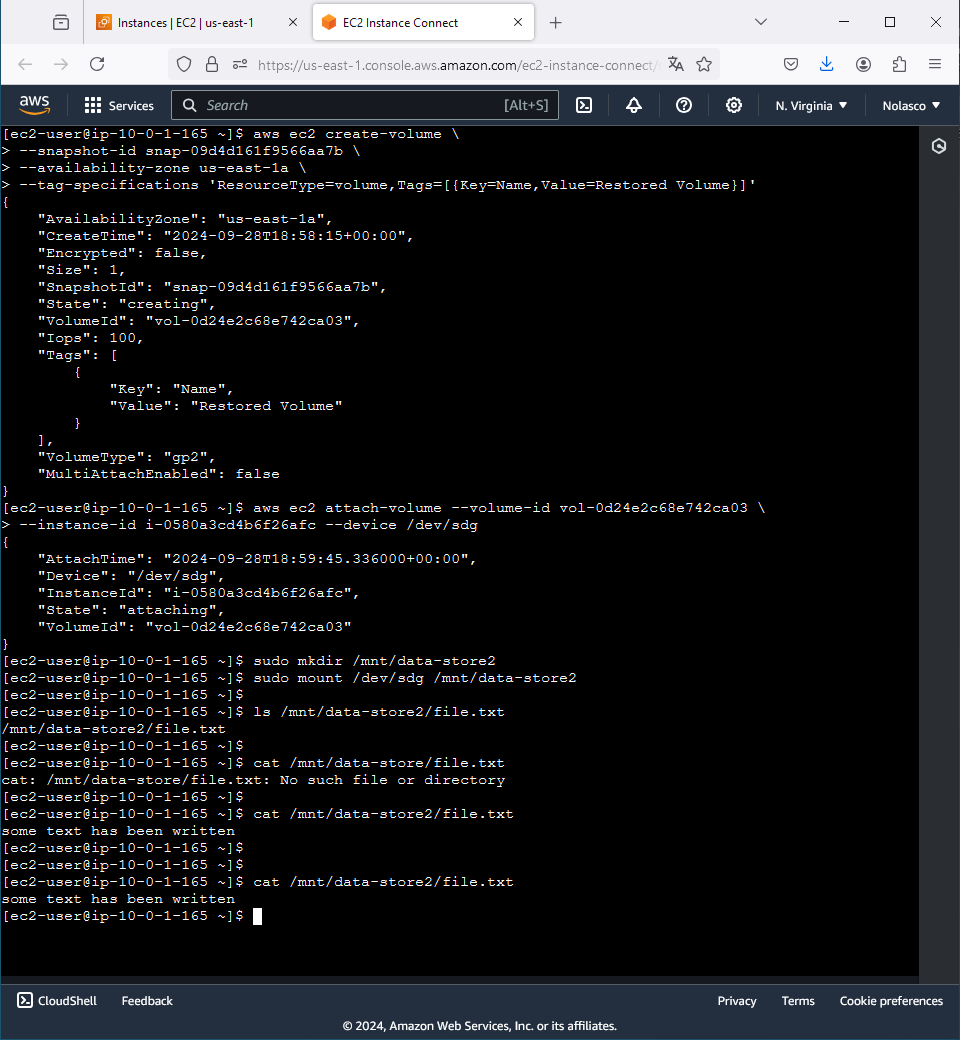 Instances | EC2 | us-east-1
EC2 Instance Connect
https://us-east-1.console.aws.amazon.com/ec2-instance-connect/
aws
Services
Search
[Alt+S]
N. Virginia
Nolasco
[ec2-user@ip-10-0-1-165 ~]$ aws ec2 create-volume \
> --snapshot-id snap-09d4d161f9566aa7b \
> --availability-zone us-east-1a \
> --tag-specifications 'ResourceType=volume,Tags=[{Key=Name,Value=Restored Volume}]'
{
    "AvailabilityZone": "us-east-1a",
    "CreateTime": "2024-09-28T18:58:15+00:00",
    "Encrypted": false,
    "Size": 1,
    "SnapshotId": "snap-09d4d161f9566aa7b",
    "State": "creating",
    "VolumeId": "vol-0d24e2c68e742ca03",
    "Iops": 100,
    "Tags": [
        {
            "Key": "Name",
            "Value": "Restored Volume"
        }
    ],
    "VolumeType": "gp2",
    "MultiAttachEnabled": false
}
[ec2-user@ip-10-0-1-165 ~]$ aws ec2 attach-volume --volume-id vol-0d24e2c68e742ca03 \
> --instance-id i-0580a3cd4b6f26afc --device /dev/sdg
{
    "AttachTime": "2024-09-28T18:59:45.336000+00:00",
    "Device": "/dev/sdg",
    "InstanceId": "i-0580a3cd4b6f26afc",
    "State": "attaching",
    "VolumeId": "vol-0d24e2c68e742ca03"
}
[ec2-user@ip-10-0-1-165 ~]$ sudo mkdir /mnt/data-store2
[ec2-user@ip-10-0-1-165 ~]$ sudo mount /dev/sdg /mnt/data-store2
[ec2-user@ip-10-0-1-165 ~]$
[ec2-user@ip-10-0-1-165 ~]$ ls /mnt/data-store2/file.txt
/mnt/data-store2/file.txt
[ec2-user@ip-10-0-1-165 ~]$
[ec2-user@ip-10-0-1-165 ~]$ cat /mnt/data-store/file.txt
cat: /mnt/data-store/file.txt: No such file or directory
[ec2-user@ip-10-0-1-165 ~]$
[ec2-user@ip-10-0-1-165 ~]$ cat /mnt/data-store2/file.txt
some text has been written
[ec2-user@ip-10-0-1-165 ~]$
[ec2-user@ip-10-0-1-165 ~]$
[ec2-user@ip-10-0-1-165 ~]$ cat /mnt/data-store2/file.txt
some text has been written
[ec2-user@ip-10-0-1-165 ~]$
CloudShell
Feedback
Privacy
Terms
Cookie preferences
© 2024, Amazon Web Services, Inc. or its affiliates.